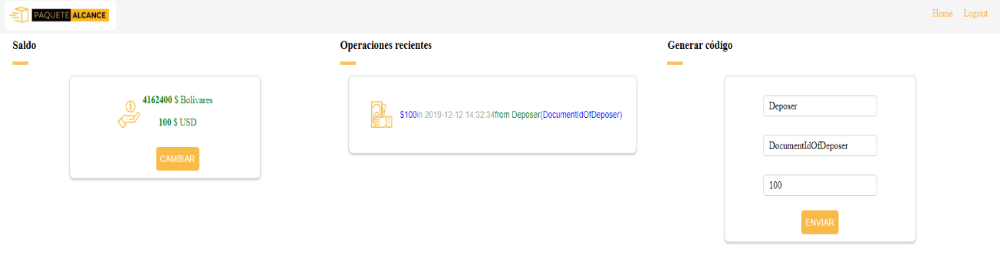 PAQUETE ALCANCE
Home Logout
Saldo
4162400 $ Bolívares
100 $ USD
CAMBIAR
Operaciones recientes
$100in 2019-12-12 14:32:34from Deposer(DocumentIdOfDeposer)
Generar código
Deposer
DocumentIdOfDeposer
100
ENVIAR